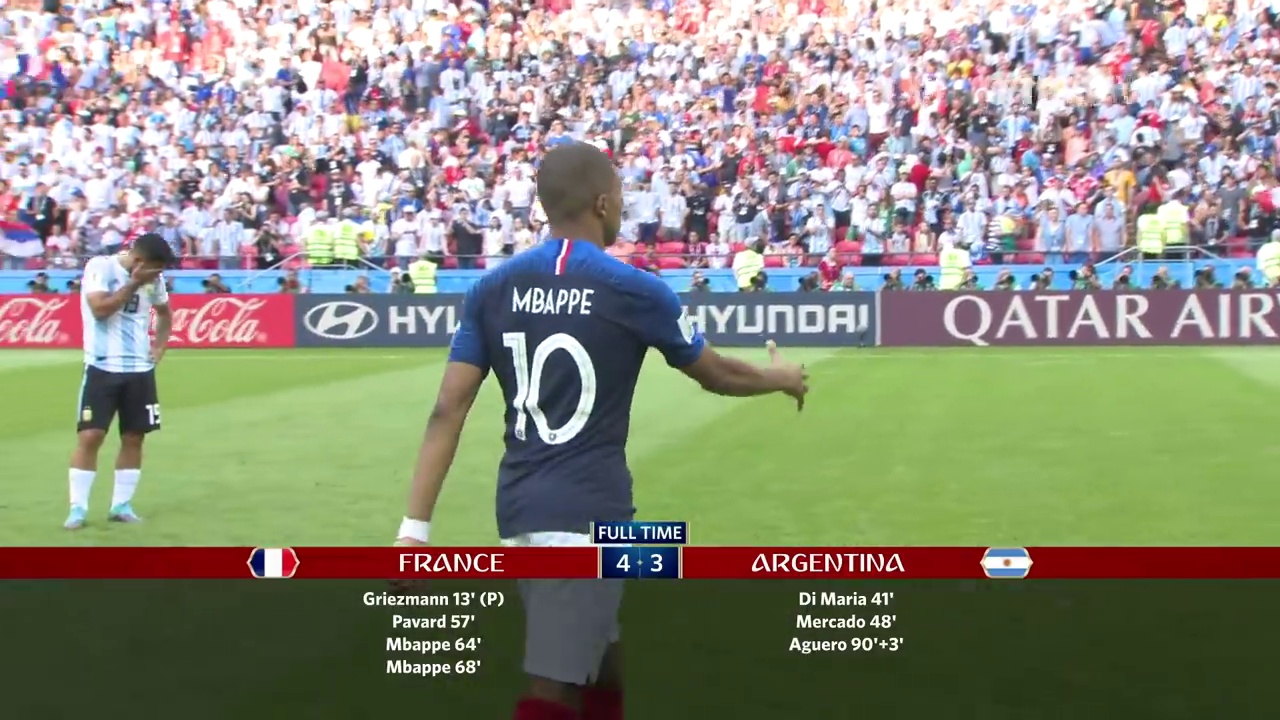 MBAPPE
10
Coca-Cola
HYUNDAI
QATAR AIR
19
FULL TIME
FRANCE 4 - 3 ARGENTINA
Griezmann 13' (P)
Pavard 57'
Mbappe 64'
Mbappe 68'
Di Maria 41'
Mercado 48'
Aguero 90'+3'